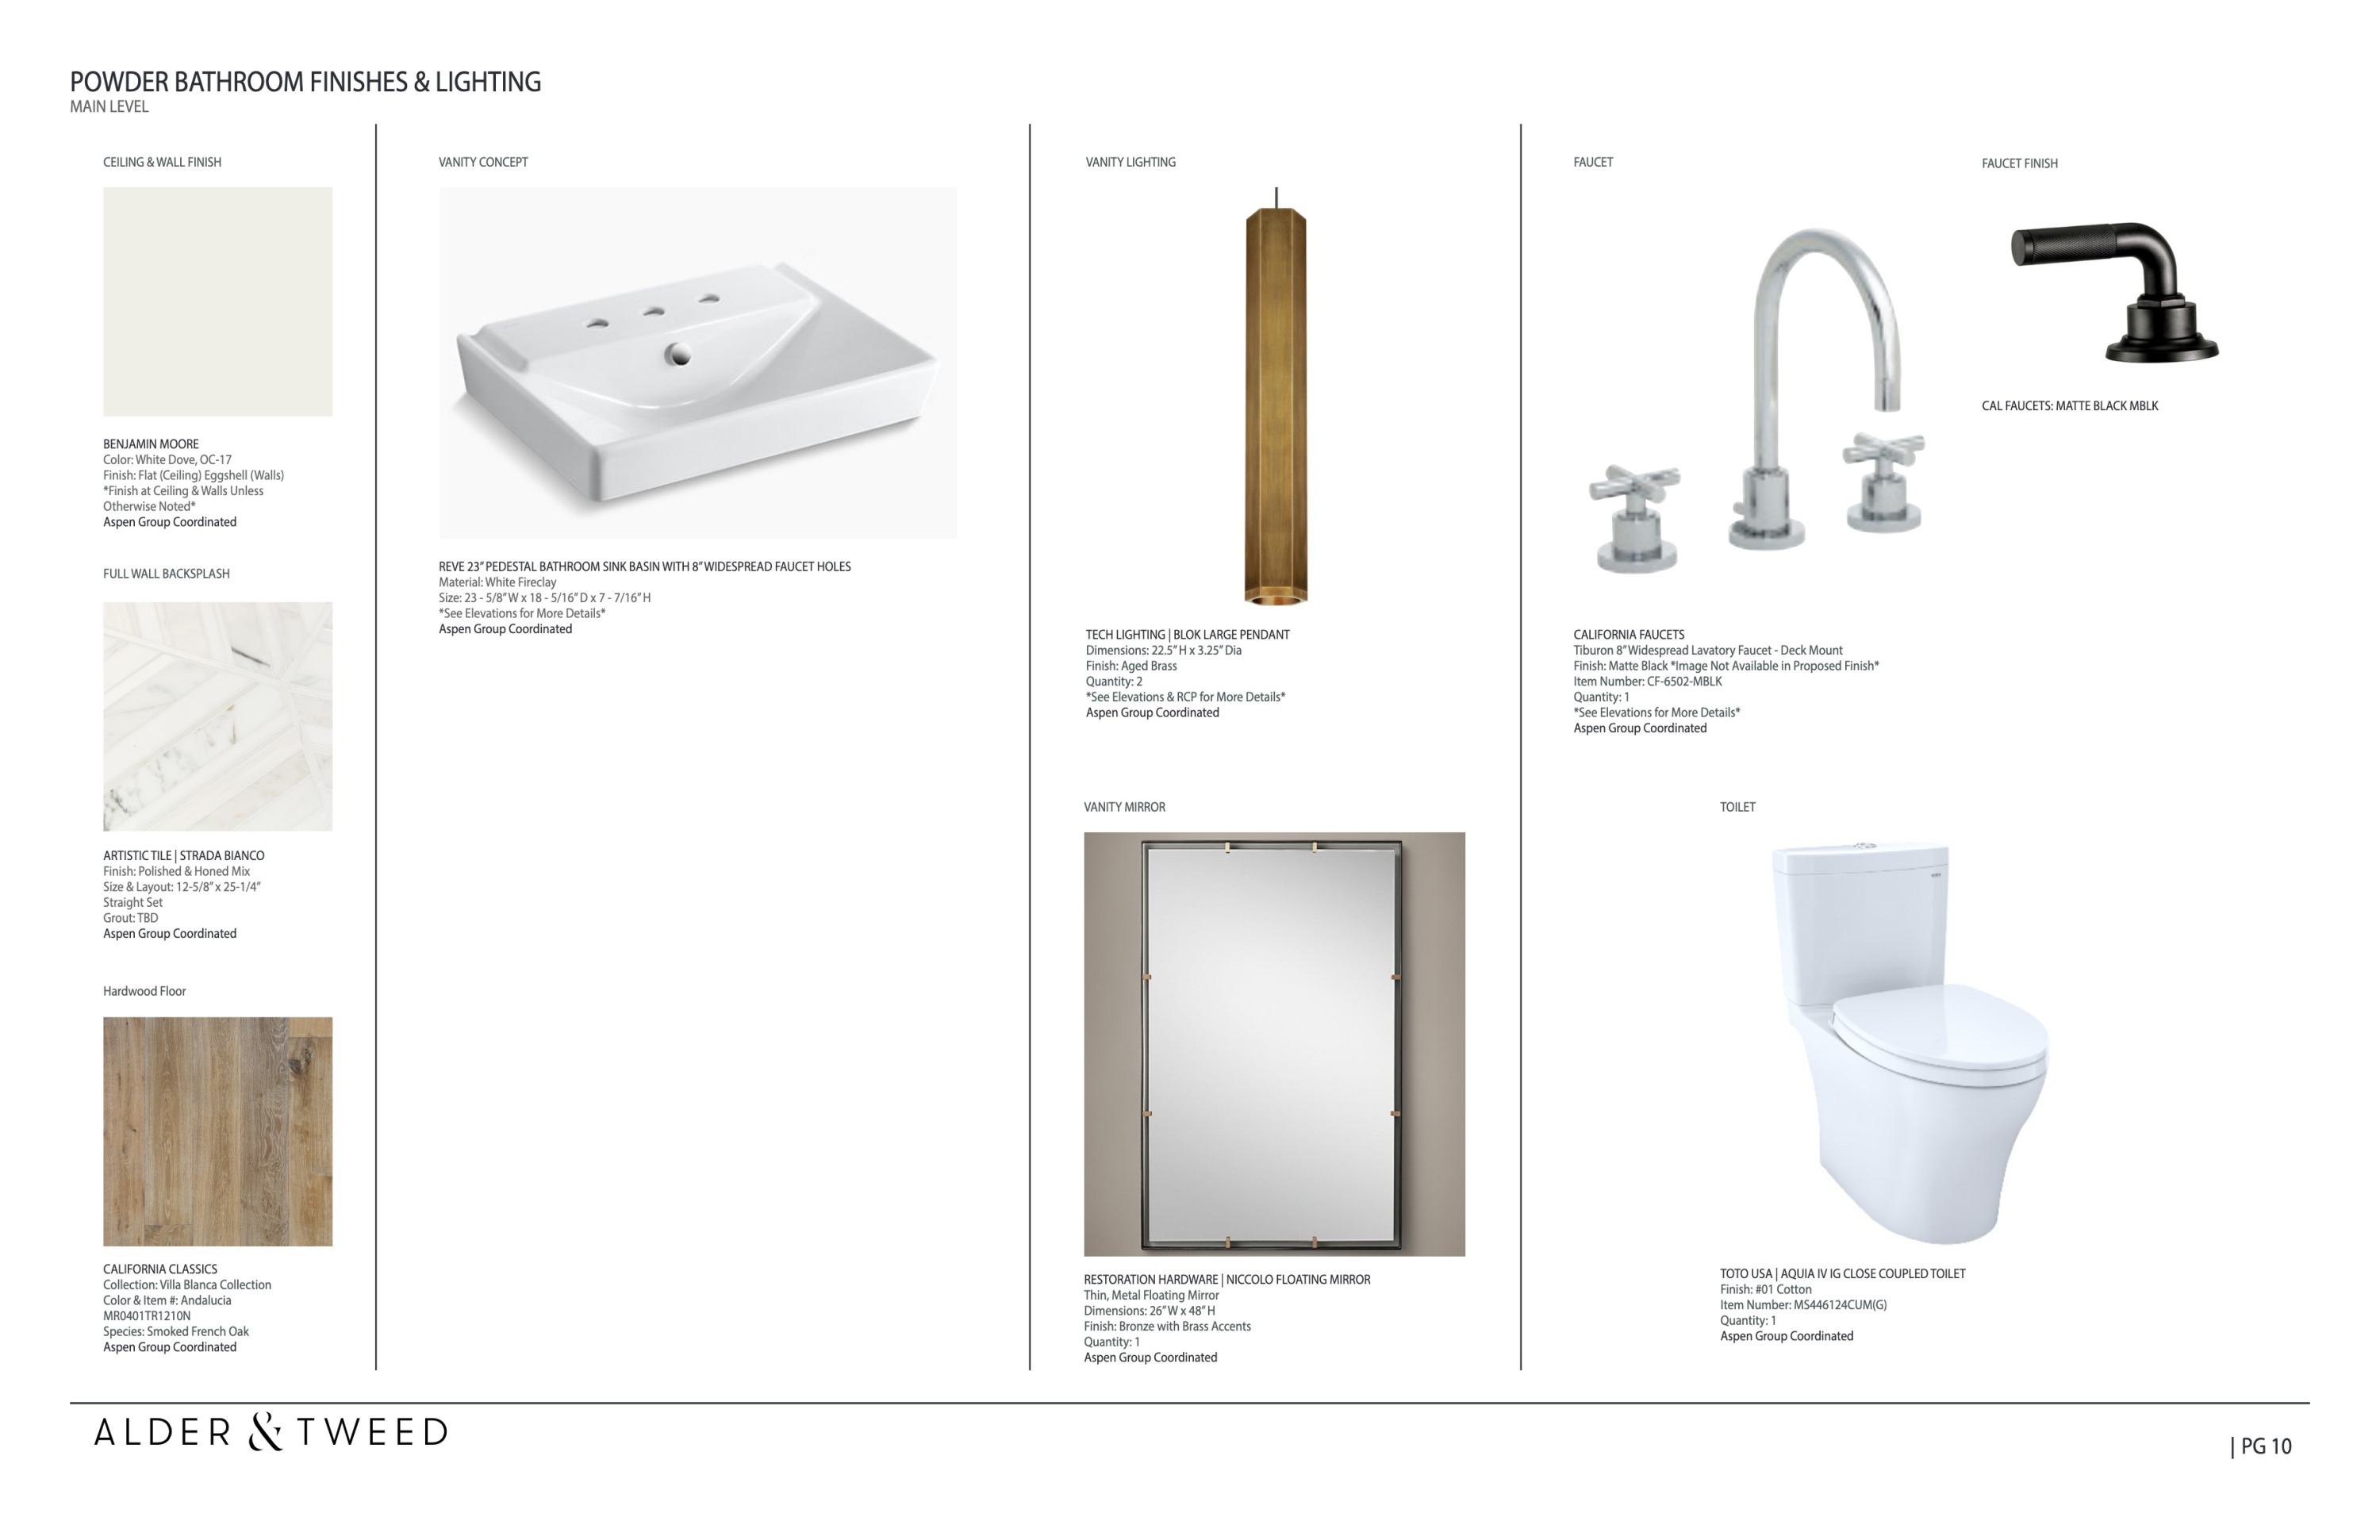 POWDER BATHROOM FINISHES & LIGHTING
MAIN LEVEL
CEILING & WALL FINISH
BENJAMIN MOORE
Color: White Dove, OC-17
Finish: Flat (Ceiling) Eggshell (Walls)
*Finish at Ceiling & Walls Unless
Otherwise Noted*
Aspen Group Coordinated
FULL WALL BACKSPLASH
ARTISTIC TILE | STRADA BIANCO
Finish: Polished & Honed Mix
Size & Layout: 12-5/8” x 25-1/4”
Straight Set
Grout: TBD
Aspen Group Coordinated
Hardwood Floor
CALIFORNIA CLASSICS
Collection: Villa Blanca Collection
Color & Item #: Andalucia
MR0401TR1210N
Species: Smoked French Oak
Aspen Group Coordinated
VANITY CONCEPT
REVE 23” PEDESTAL BATHROOM SINK BASIN WITH 8” WIDESPREAD FAUCET HOLES
Material: White Fireclay
Size: 23 - 5/8” W x 18 - 5/16” D x 7 - 7/16” H
*See Elevations for More Details*
Aspen Group Coordinated
VANITY LIGHTING
TECH LIGHTING | BLOK LARGE PENDANT
Dimensions: 22.5” H x 3.25” Dia
Finish: Aged Brass
Quantity: 2
*See Elevations & RCP for More Details*
Aspen Group Coordinated
VANITY MIRROR
RESTORATION HARDWARE | NICCOLO FLOATING MIRROR
Thin, Metal Floating Mirror
Dimensions: 26” W x 48” H
Finish: Bronze with Brass Accents
Quantity: 1
Aspen Group Coordinated
FAUCET
CALIFORNIA FAUCETS
Tiburon 8” Widespread Lavatory Faucet - Deck Mount
Finish: Matte Black *Image Not Available in Proposed Finish*
Item Number: CF-6502-MBLK
Quantity: 1
*See Elevations for More Details*
Aspen Group Coordinated
FAUCET FINISH
CAL FAUCETS: MATTE BLACK MBLK
TOILET
TOTO USA | AQUIA IV IG CLOSE COUPLED TOILET
Finish: #01 Cotton
Item Number: MS446124CUM(G)
Quantity: 1
Aspen Group Coordinated
ALDER & TWEED
| PG 10